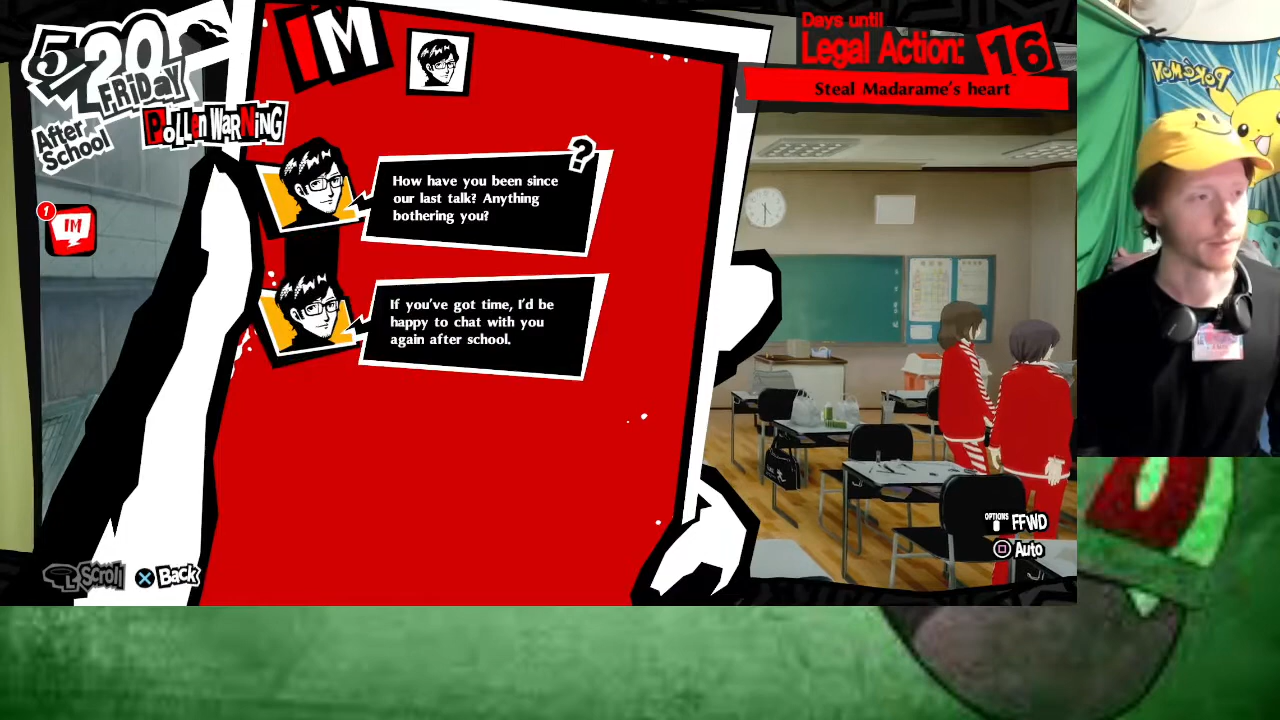 5/20
FRiDaY
After
School
PollEn WarNiNG
IM
Days until
Legal Action: 16
Steal Madarame's heart
1
IM
?
How have you been since
our last talk? Anything
bothering you?
If you've got time, I'd be
happy to chat with you
again after school.
L Scroll
Back
OPTIONS FFWD
Auto
POKéMON